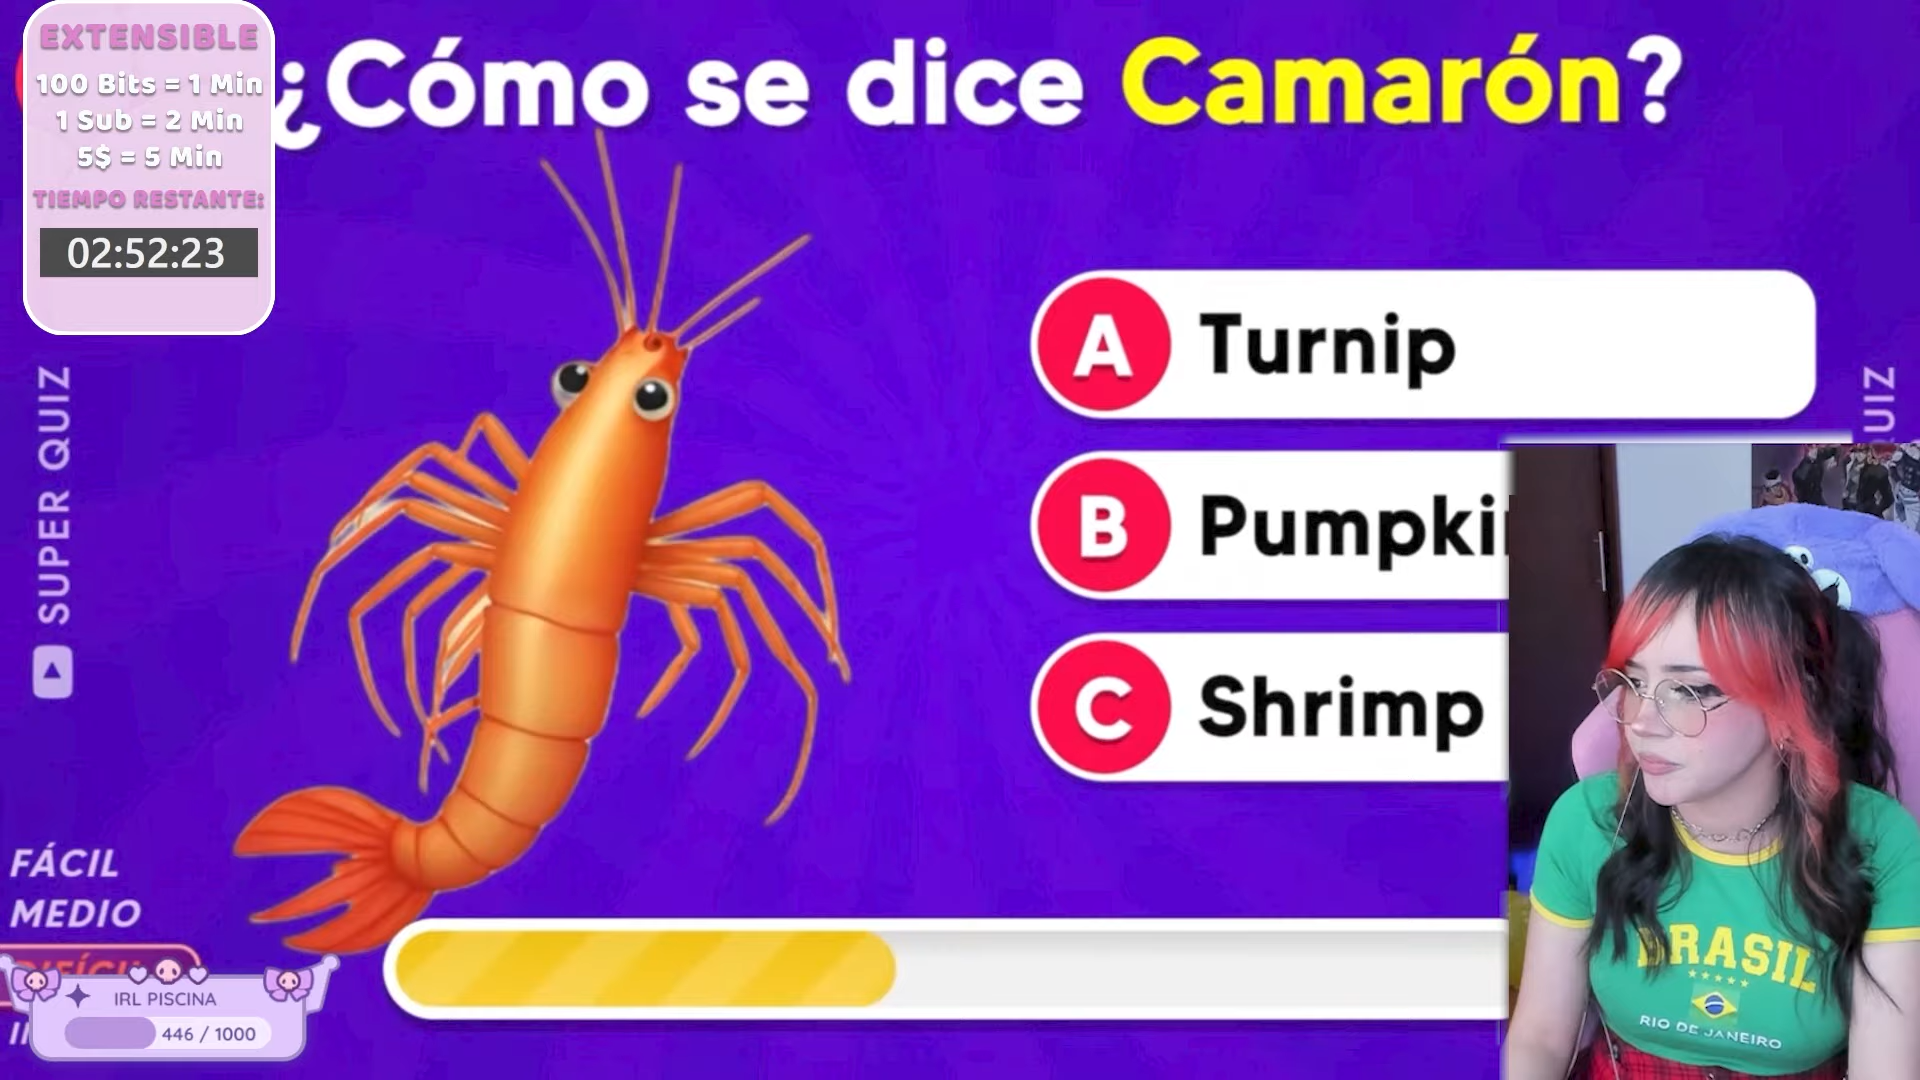 EXTENSIBLE
100 Bits = 1 Min
1 Sub = 2 Min
5$ = 5 Min
TIEMPO RESTANTE:
02:52:23
¿Cómo se dice Camarón?
A Turnip
B Pumpki
C Shrimp
SUPER QUIZ
UIZ
FÁCIL
MEDIO
IRL PISCINA
446 / 1000
BRASIL
RIO DE JANEIRO